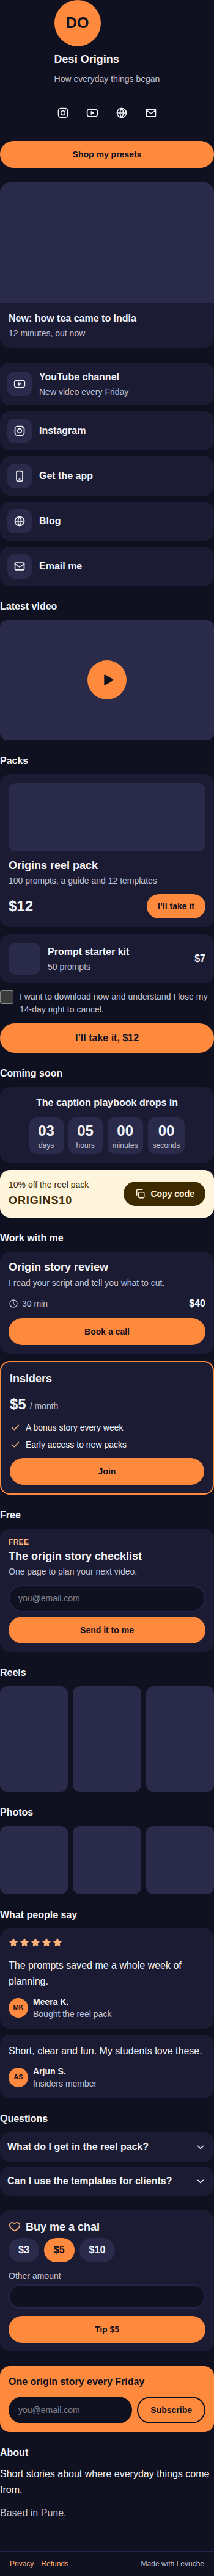 DO
Desi Origins
How everyday things began
Shop my presets
New: how tea came to India
12 minutes, out now
YouTube channel
New video every Friday
Instagram
Get the app
Blog
Email me
Latest video
Packs
Origins reel pack
100 prompts, a guide and 12 templates
$12
I'll take it
Prompt starter kit
50 prompts
$7
I want to download now and understand I lose my
14-day right to cancel.
I'll take it, $12
Coming soon
The caption playbook drops in
03 05 00 00
days hours minutes seconds
10% off the reel pack
ORIGINS10
Copy code
Work with me
Origin story review
I read your script and tell you what to cut.
30 min
$40
Book a call
Insiders
$5 / month
A bonus story every week
Early access to new packs
Join
Free
FREE
The origin story checklist
One page to plan your next video.
you@email.com
Send it to me
Reels
Photos
What people say
The prompts saved me a whole week of
planning.
MK
Meera K.
Bought the reel pack
Short, clear and fun. My students love these.
AS
Arjun S.
Insiders member
Questions
What do I get in the reel pack?
Can I use the templates for clients?
Buy me a chai
$3 $5 $10
Other amount
Tip $5
One origin story every Friday
you@email.com
Subscribe
About
Short stories about where everyday things come
from.
Based in Pune.
Privacy Refunds
Made with Levuche